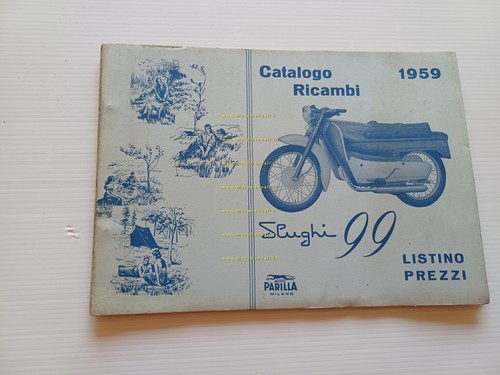 Catalogo
Ricambi
1959
Slughi 99
LISTINO
PREZZI
PARILLA
MILANO